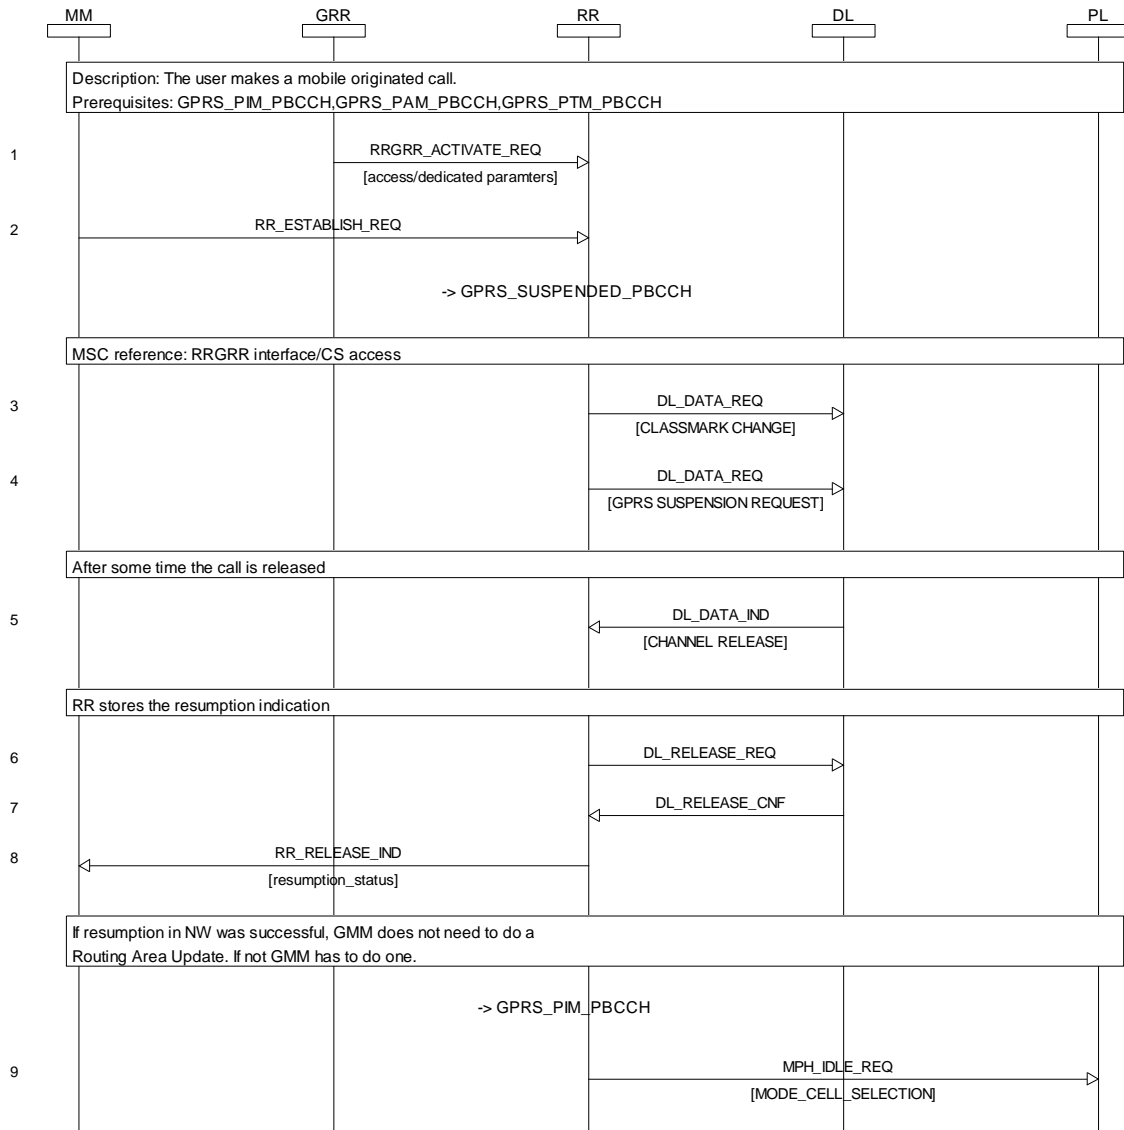 MM GRR RR DL PL
Description: The user makes a mobile originated call.
Prerequisites: GPRS_PIM_PBCCH,GPRS_PAM_PBCCH,GPRS_PTM_PBCCH
1 RRGRR_ACTIVATE_REQ
[access/dedicated paramters]
2 RR_ESTABLISH_REQ
-> GPRS_SUSPENDED_PBCCH
MSC reference: RRGRR interface/CS access
3 DL_DATA_REQ
[CLASSMARK CHANGE]
4 DL_DATA_REQ
[GPRS SUSPENSION REQUEST]
After some time the call is released
5 DL_DATA_IND
[CHANNEL RELEASE]
RR stores the resumption indication
6 DL_RELEASE_REQ
7 DL_RELEASE_CNF
8 RR_RELEASE_IND
[resumption_status]
If resumption in NW was successful, GMM does not need to do a
Routing Area Update. If not GMM has to do one.
-> GPRS_PIM_PBCCH
9 MPH_IDLE_REQ
[MODE_CELL_SELECTION]